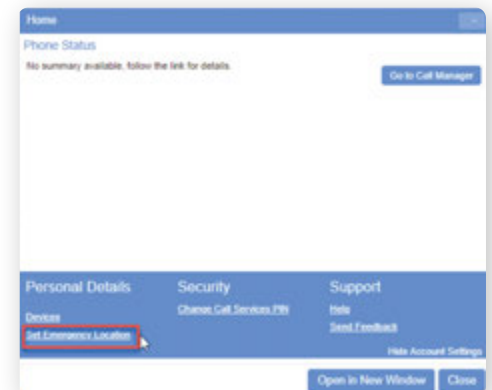 Home
Phone Status
No summary available, follow the link for details.
Go to Call Manager
Personal Details
Security
Support
Devices
Change Call Services PIN
Help
Set Emergency Location
Send Feedback
Hide Account Settings
Open in New Window
Close